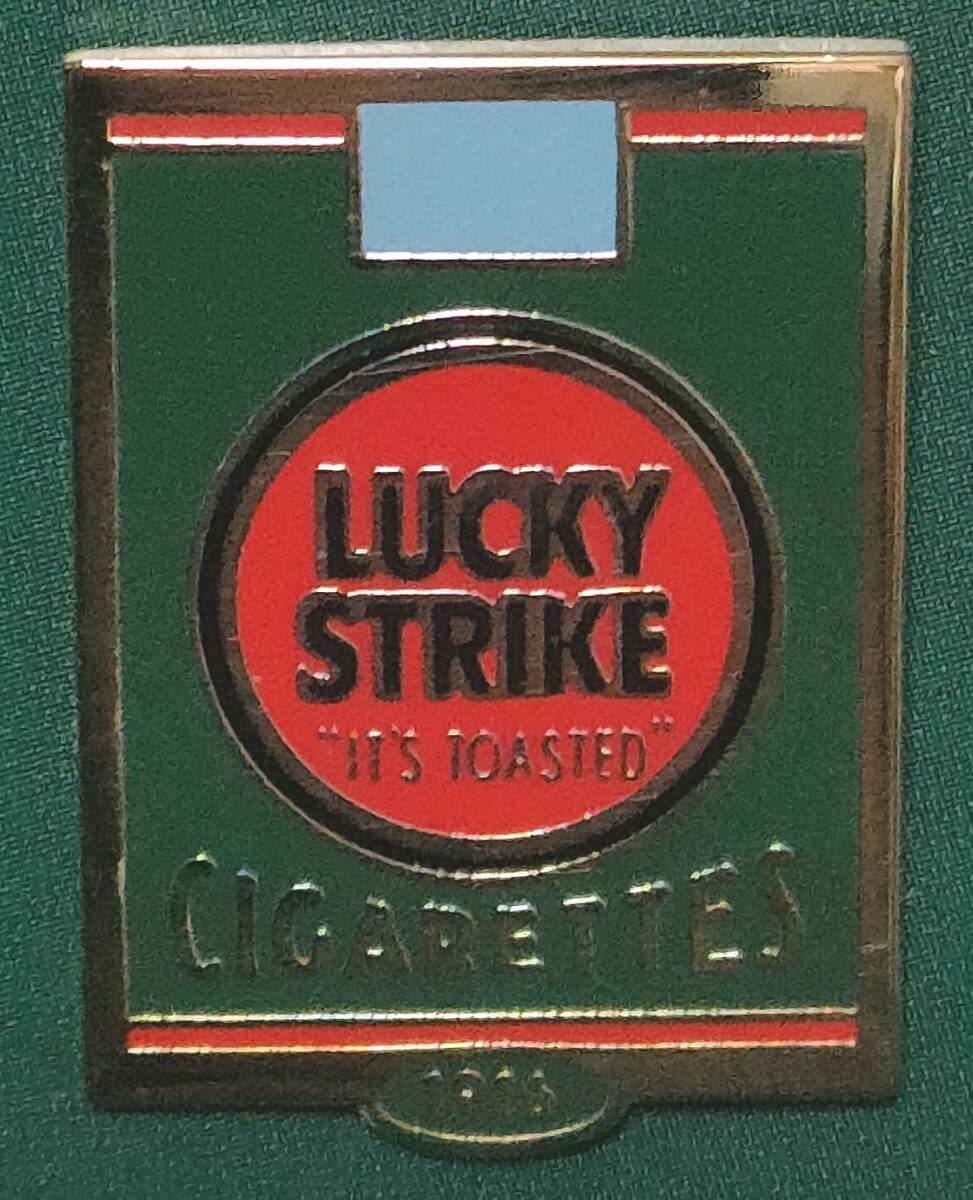 LUCKY
STRIKE
"IT'S TOASTED"
CIGARETTES